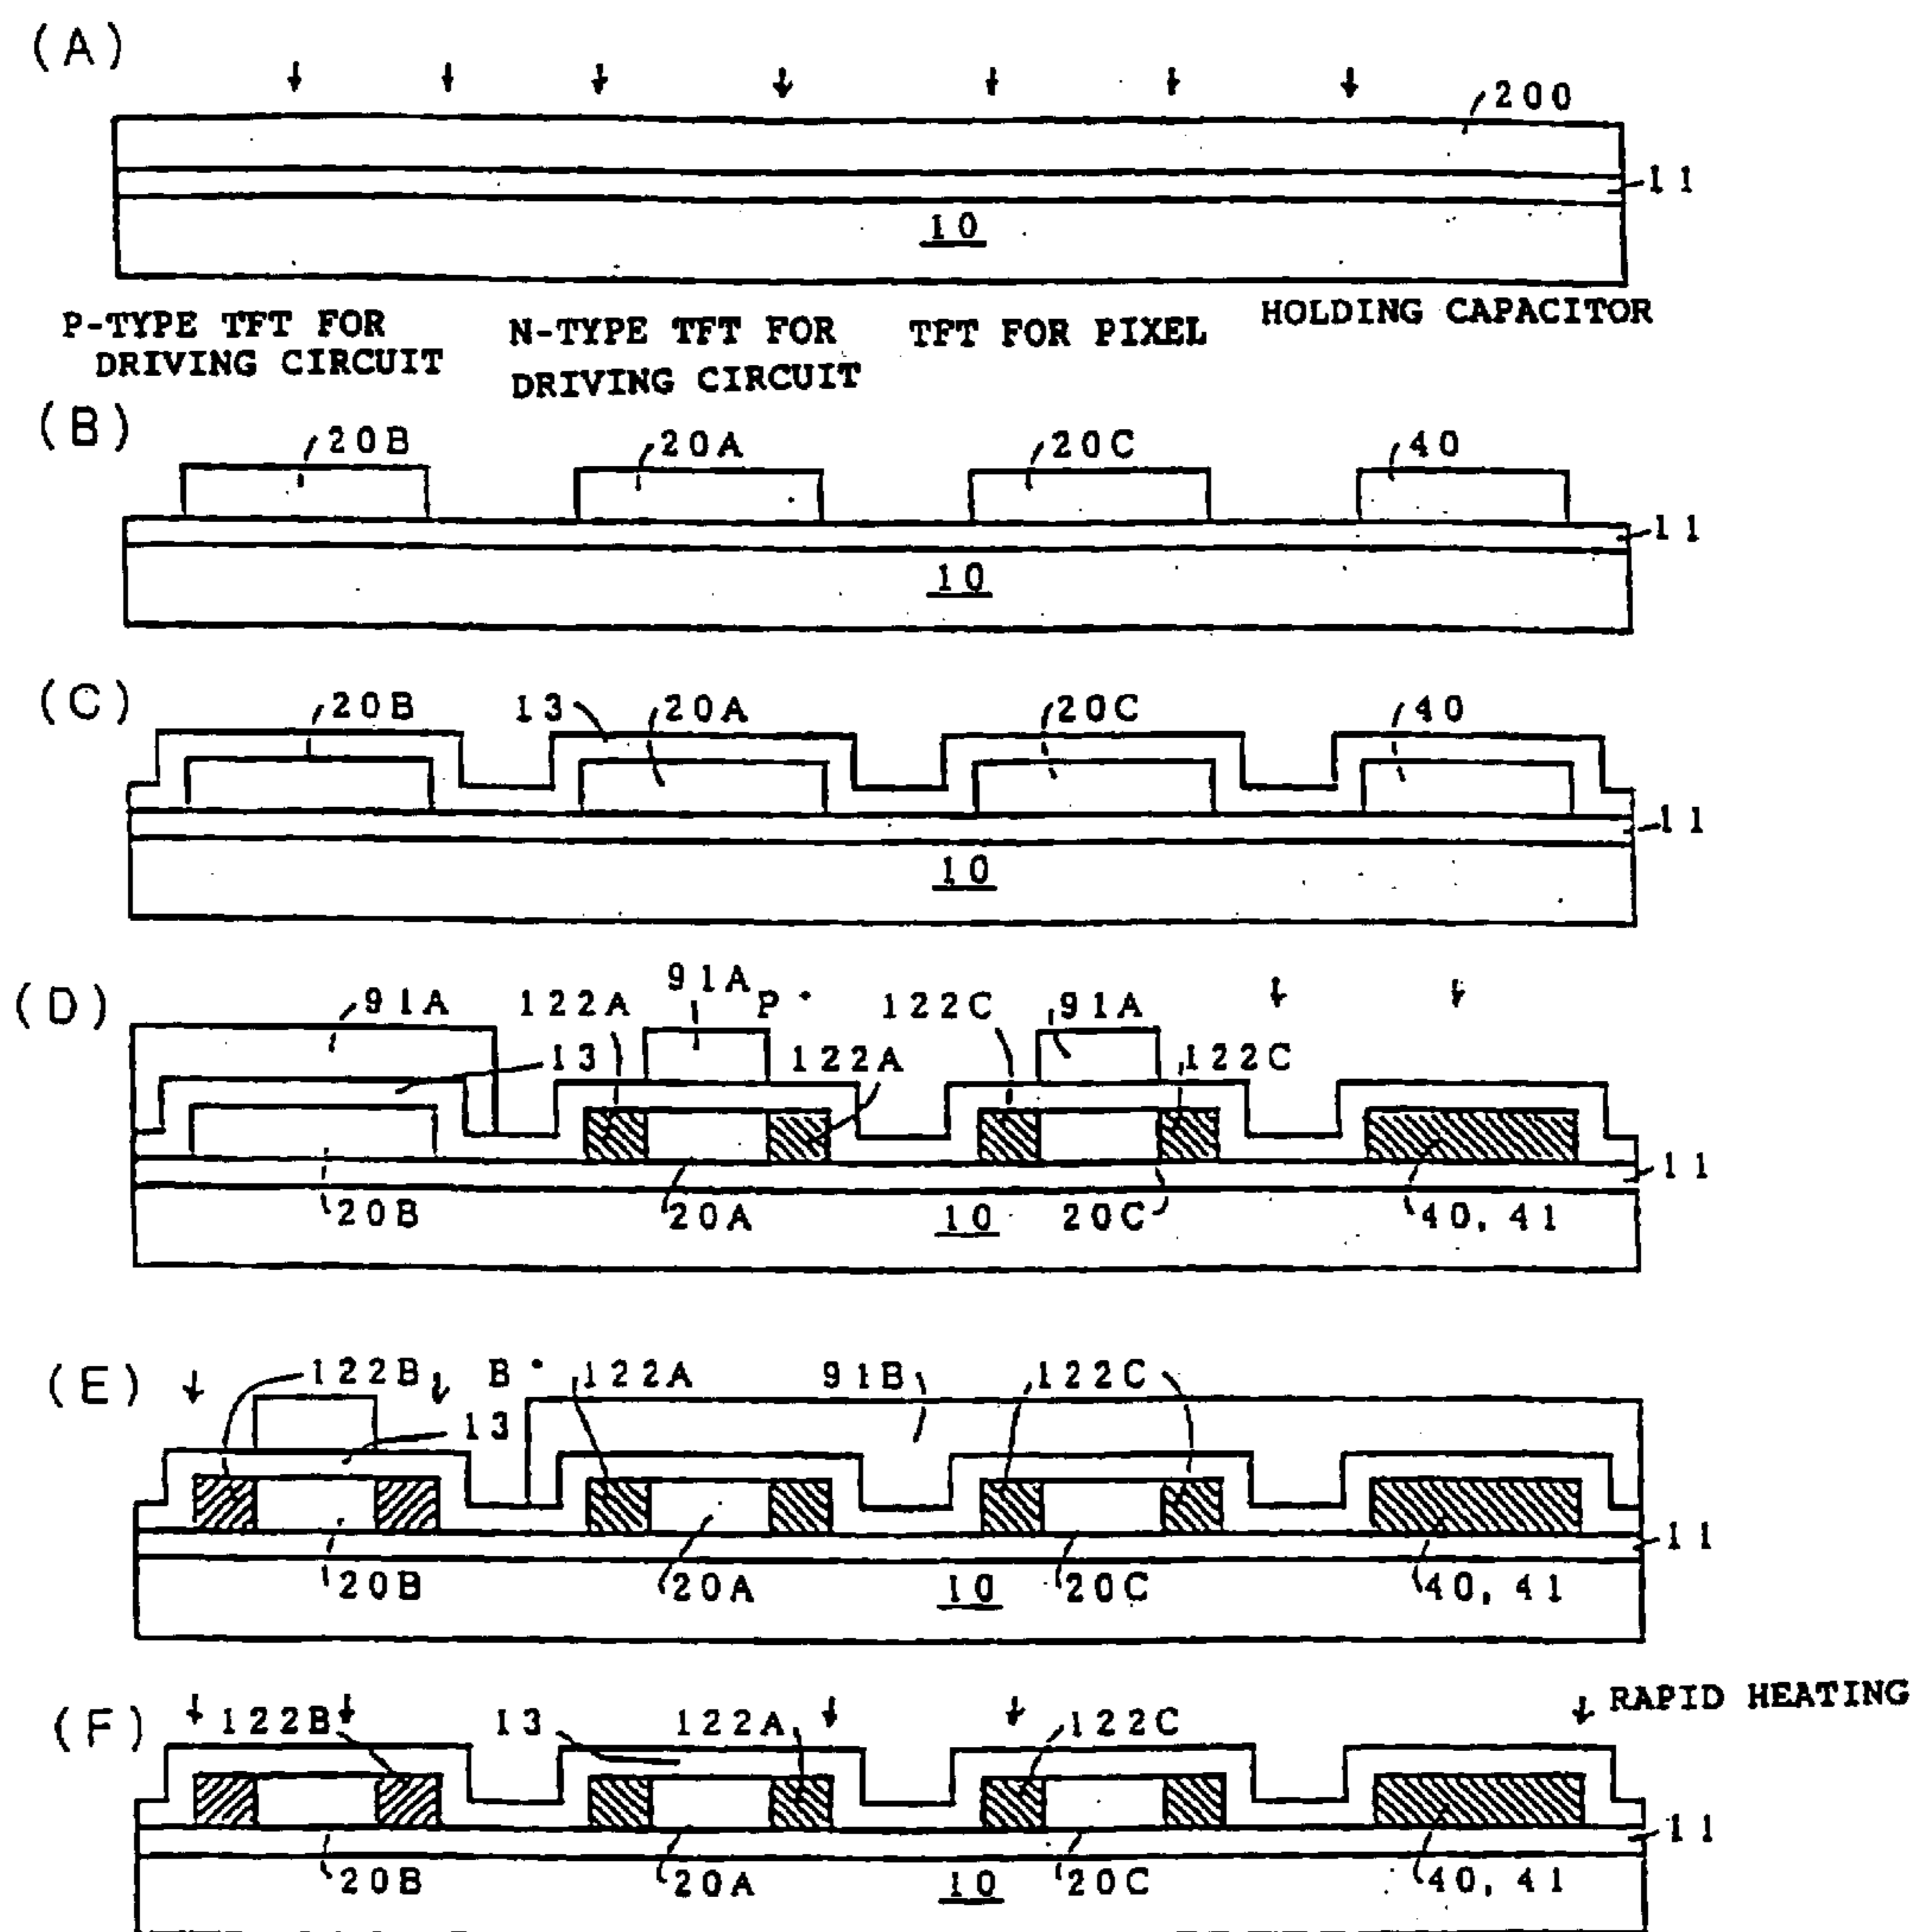 (A)
200
11
10
P-TYPE TFT FOR
DRIVING CIRCUIT
N-TYPE TFT FOR
DRIVING CIRCUIT
TFT FOR PIXEL
HOLDING CAPACITOR
(B)
20B
20A
20C
40
11
10
(C)
20B
13
20A
20C
40
11
10
(D)
91A
122A
91A
P+
122C
91A
13
122A
122C
11
20B
20A
10
20C
40, 41
(E)
122B
B+
122A
91B
122C
13
11
20B
20A
10
20C
40, 41
(F)
122B
13
122A
122C
RAPID HEATING
11
20B
20A
10
20C
40, 41